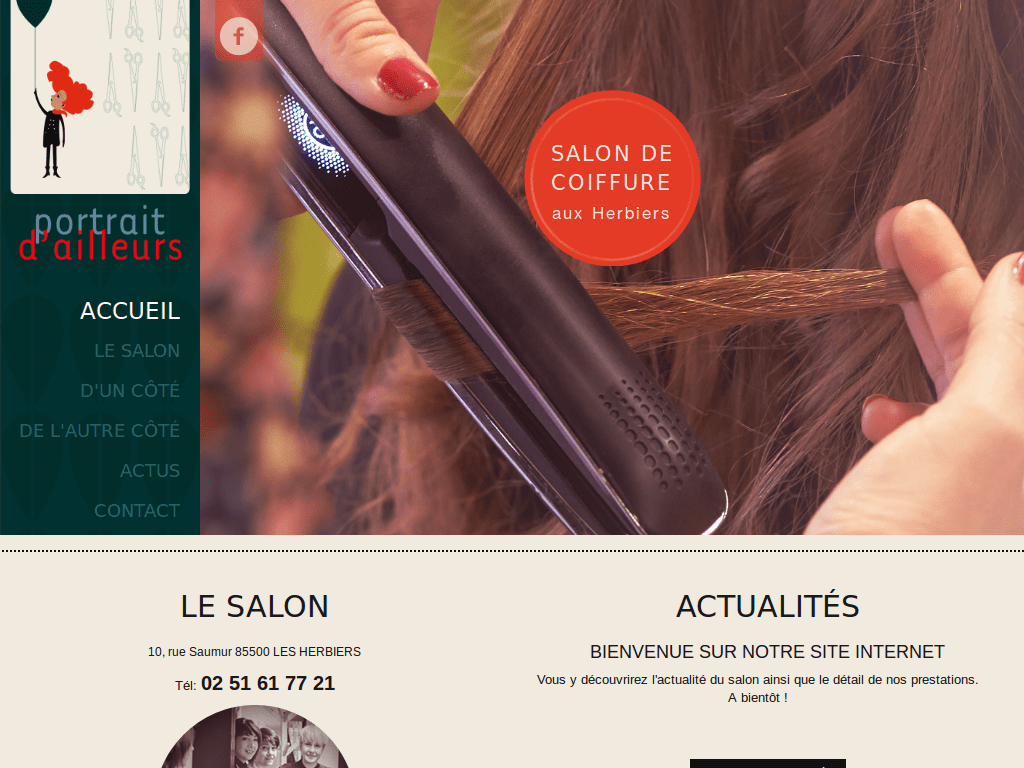 f
SALON DE
COIFFURE
aux Herbiers
portrait
d'ailleurs
ACCUEIL
LE SALON
D'UN CÔTÉ
DE L'AUTRE CÔTÉ
ACTUS
CONTACT
LE SALON
10, rue Saumur 85500 LES HERBIERS
Tél: 02 51 61 77 21
ACTUALITÉS
BIENVENUE SUR NOTRE SITE INTERNET
Vous y découvrirez l'actualité du salon ainsi que le détail de nos prestations.
A bientôt !